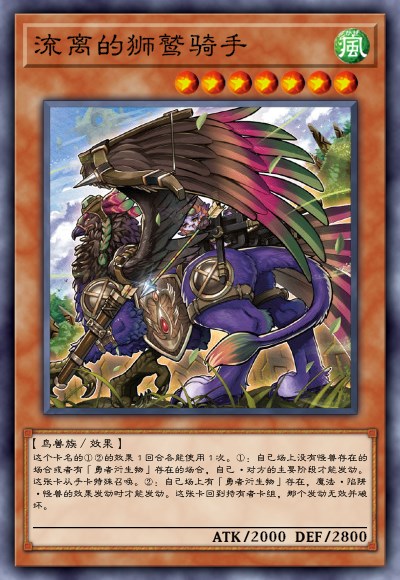 流离的狮鹫骑手
風
【鸟兽族／效果】
这个卡名的①②的效果1回合各能使用1次。①：自己场上没有怪兽存在的
场合或者有「勇者衍生物」存在的场合，自己·对方的主要阶段才能发动。
这张卡从手卡特殊召唤。②：自己场上有「勇者衍生物」存在，魔法·陷阱
·怪兽的效果发动时才能发动。这张卡回到持有者卡组，那个发动无效并破
坏。
ATK/2000 DEF/2800